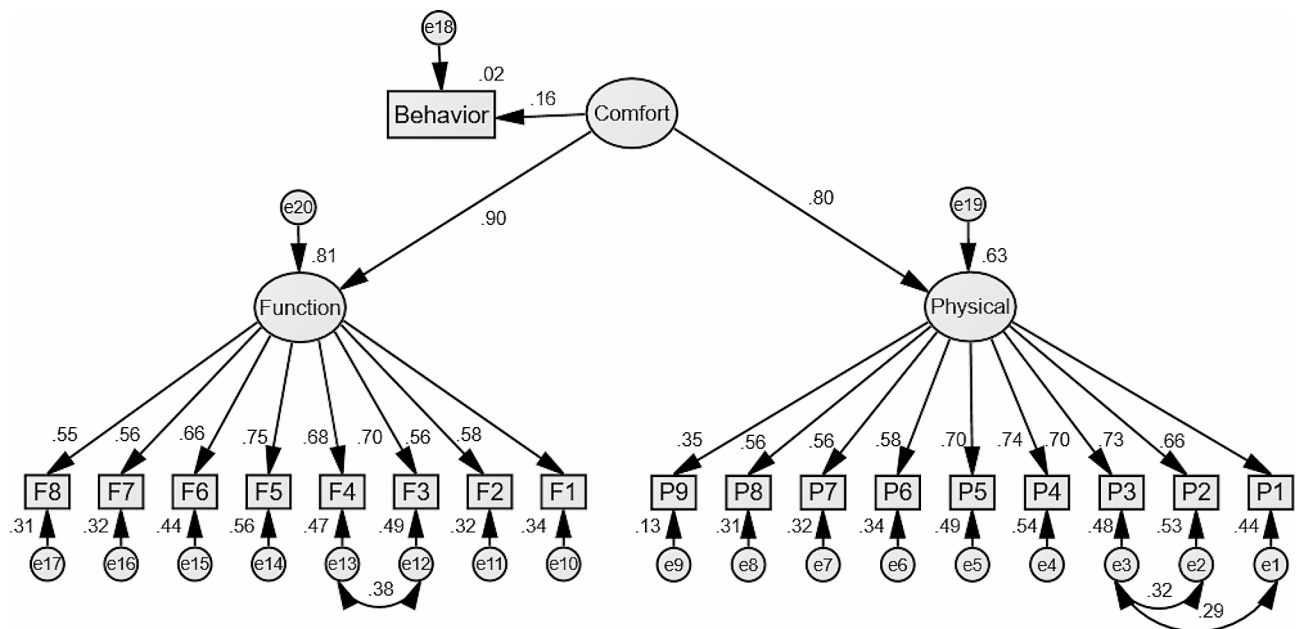 e18
.02
Behavior
.16
Comfort
e20
.90
.80
e19
.81
.63
Function
Physical
.55 .56 .66 .75 .68 .70 .56 .58
.35 .56 .56 .58 .70 .74 .70 .73 .66
F8 F7 F6 F5 F4 F3 F2 F1
P9 P8 P7 P6 P5 P4 P3 P2 P1
.31 .32 .44 .56 .47 .49 .32 .34
.13 .31 .32 .34 .49 .54 .48 .53 .44
e17 e16 e15 e14 e13 e12 e11 e10
e9 e8 e7 e6 e5 e4 e3 e2 e1
.38
.32
.29